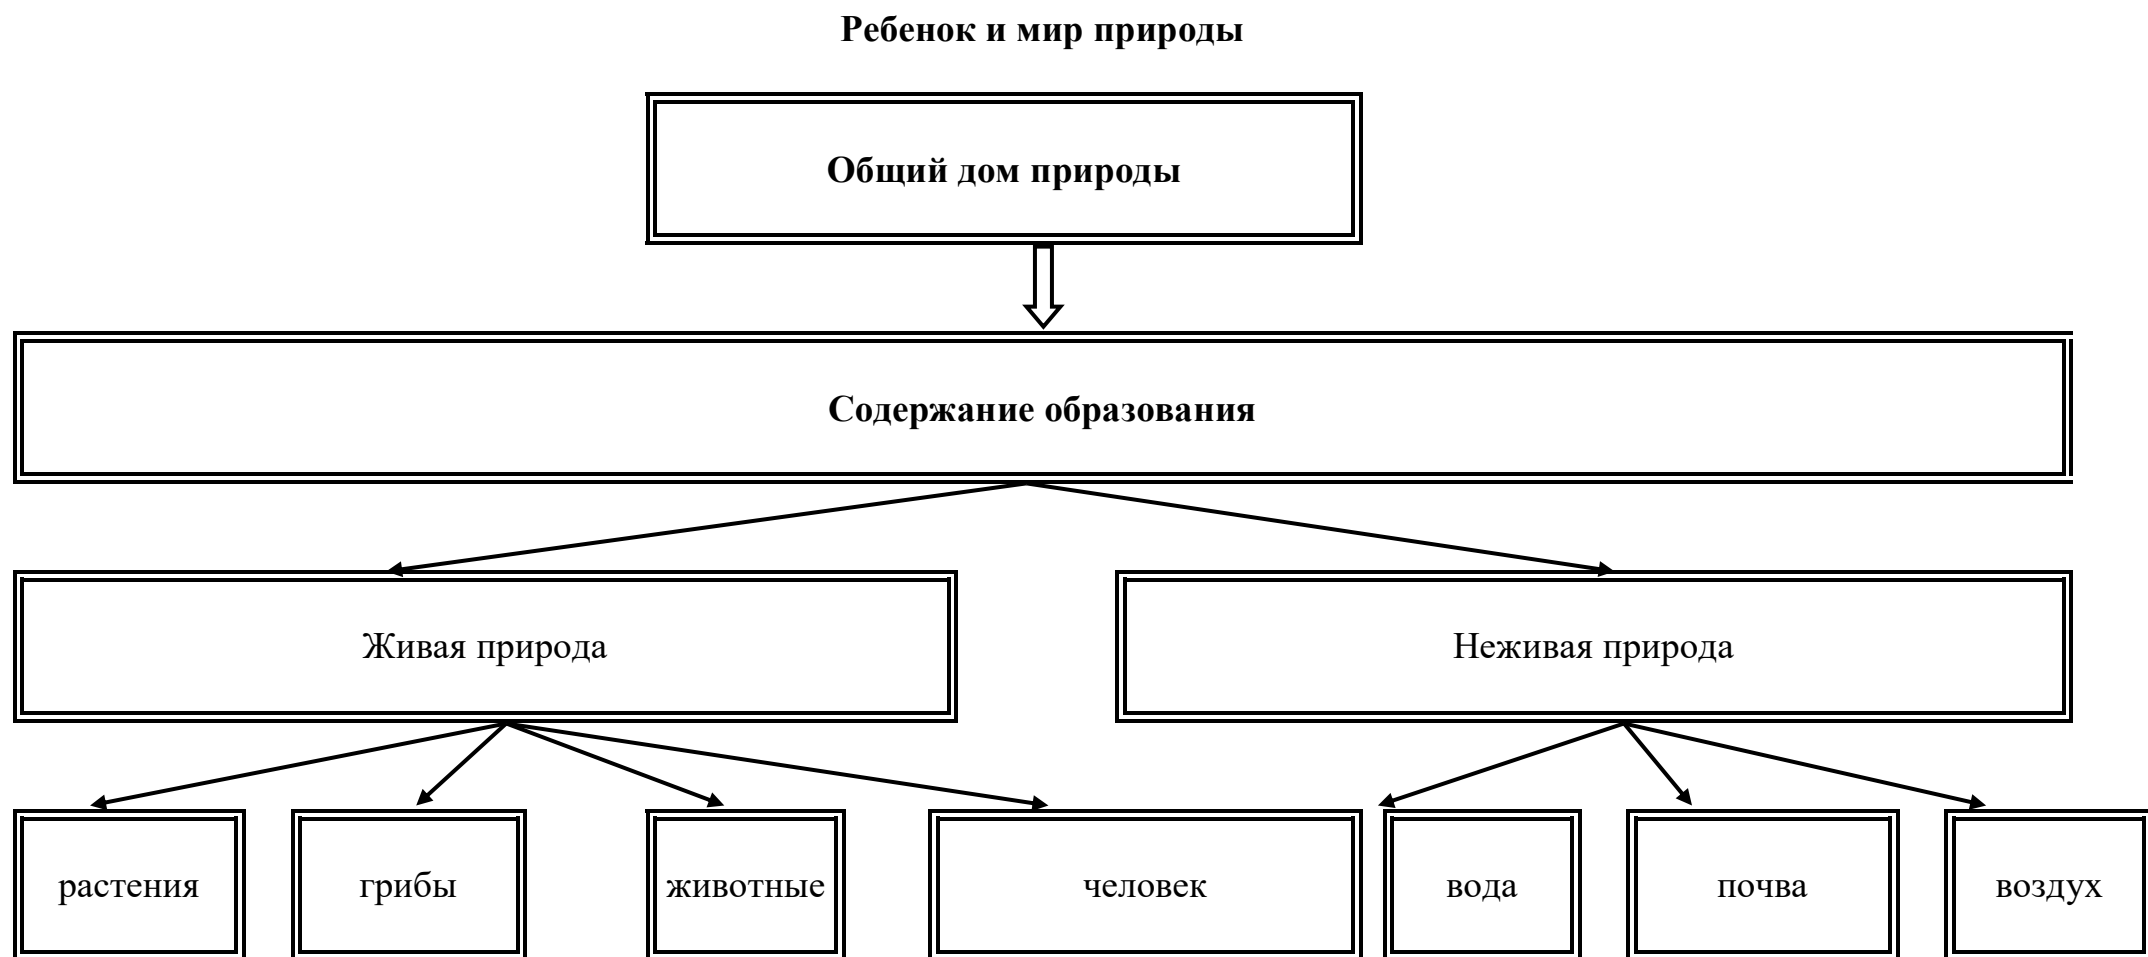 Ребенок и мир природы
Общий дом природы
Содержание образования
Живая природа
Неживая природа
растения
грибы
животные
человек
вода
почва
воздух